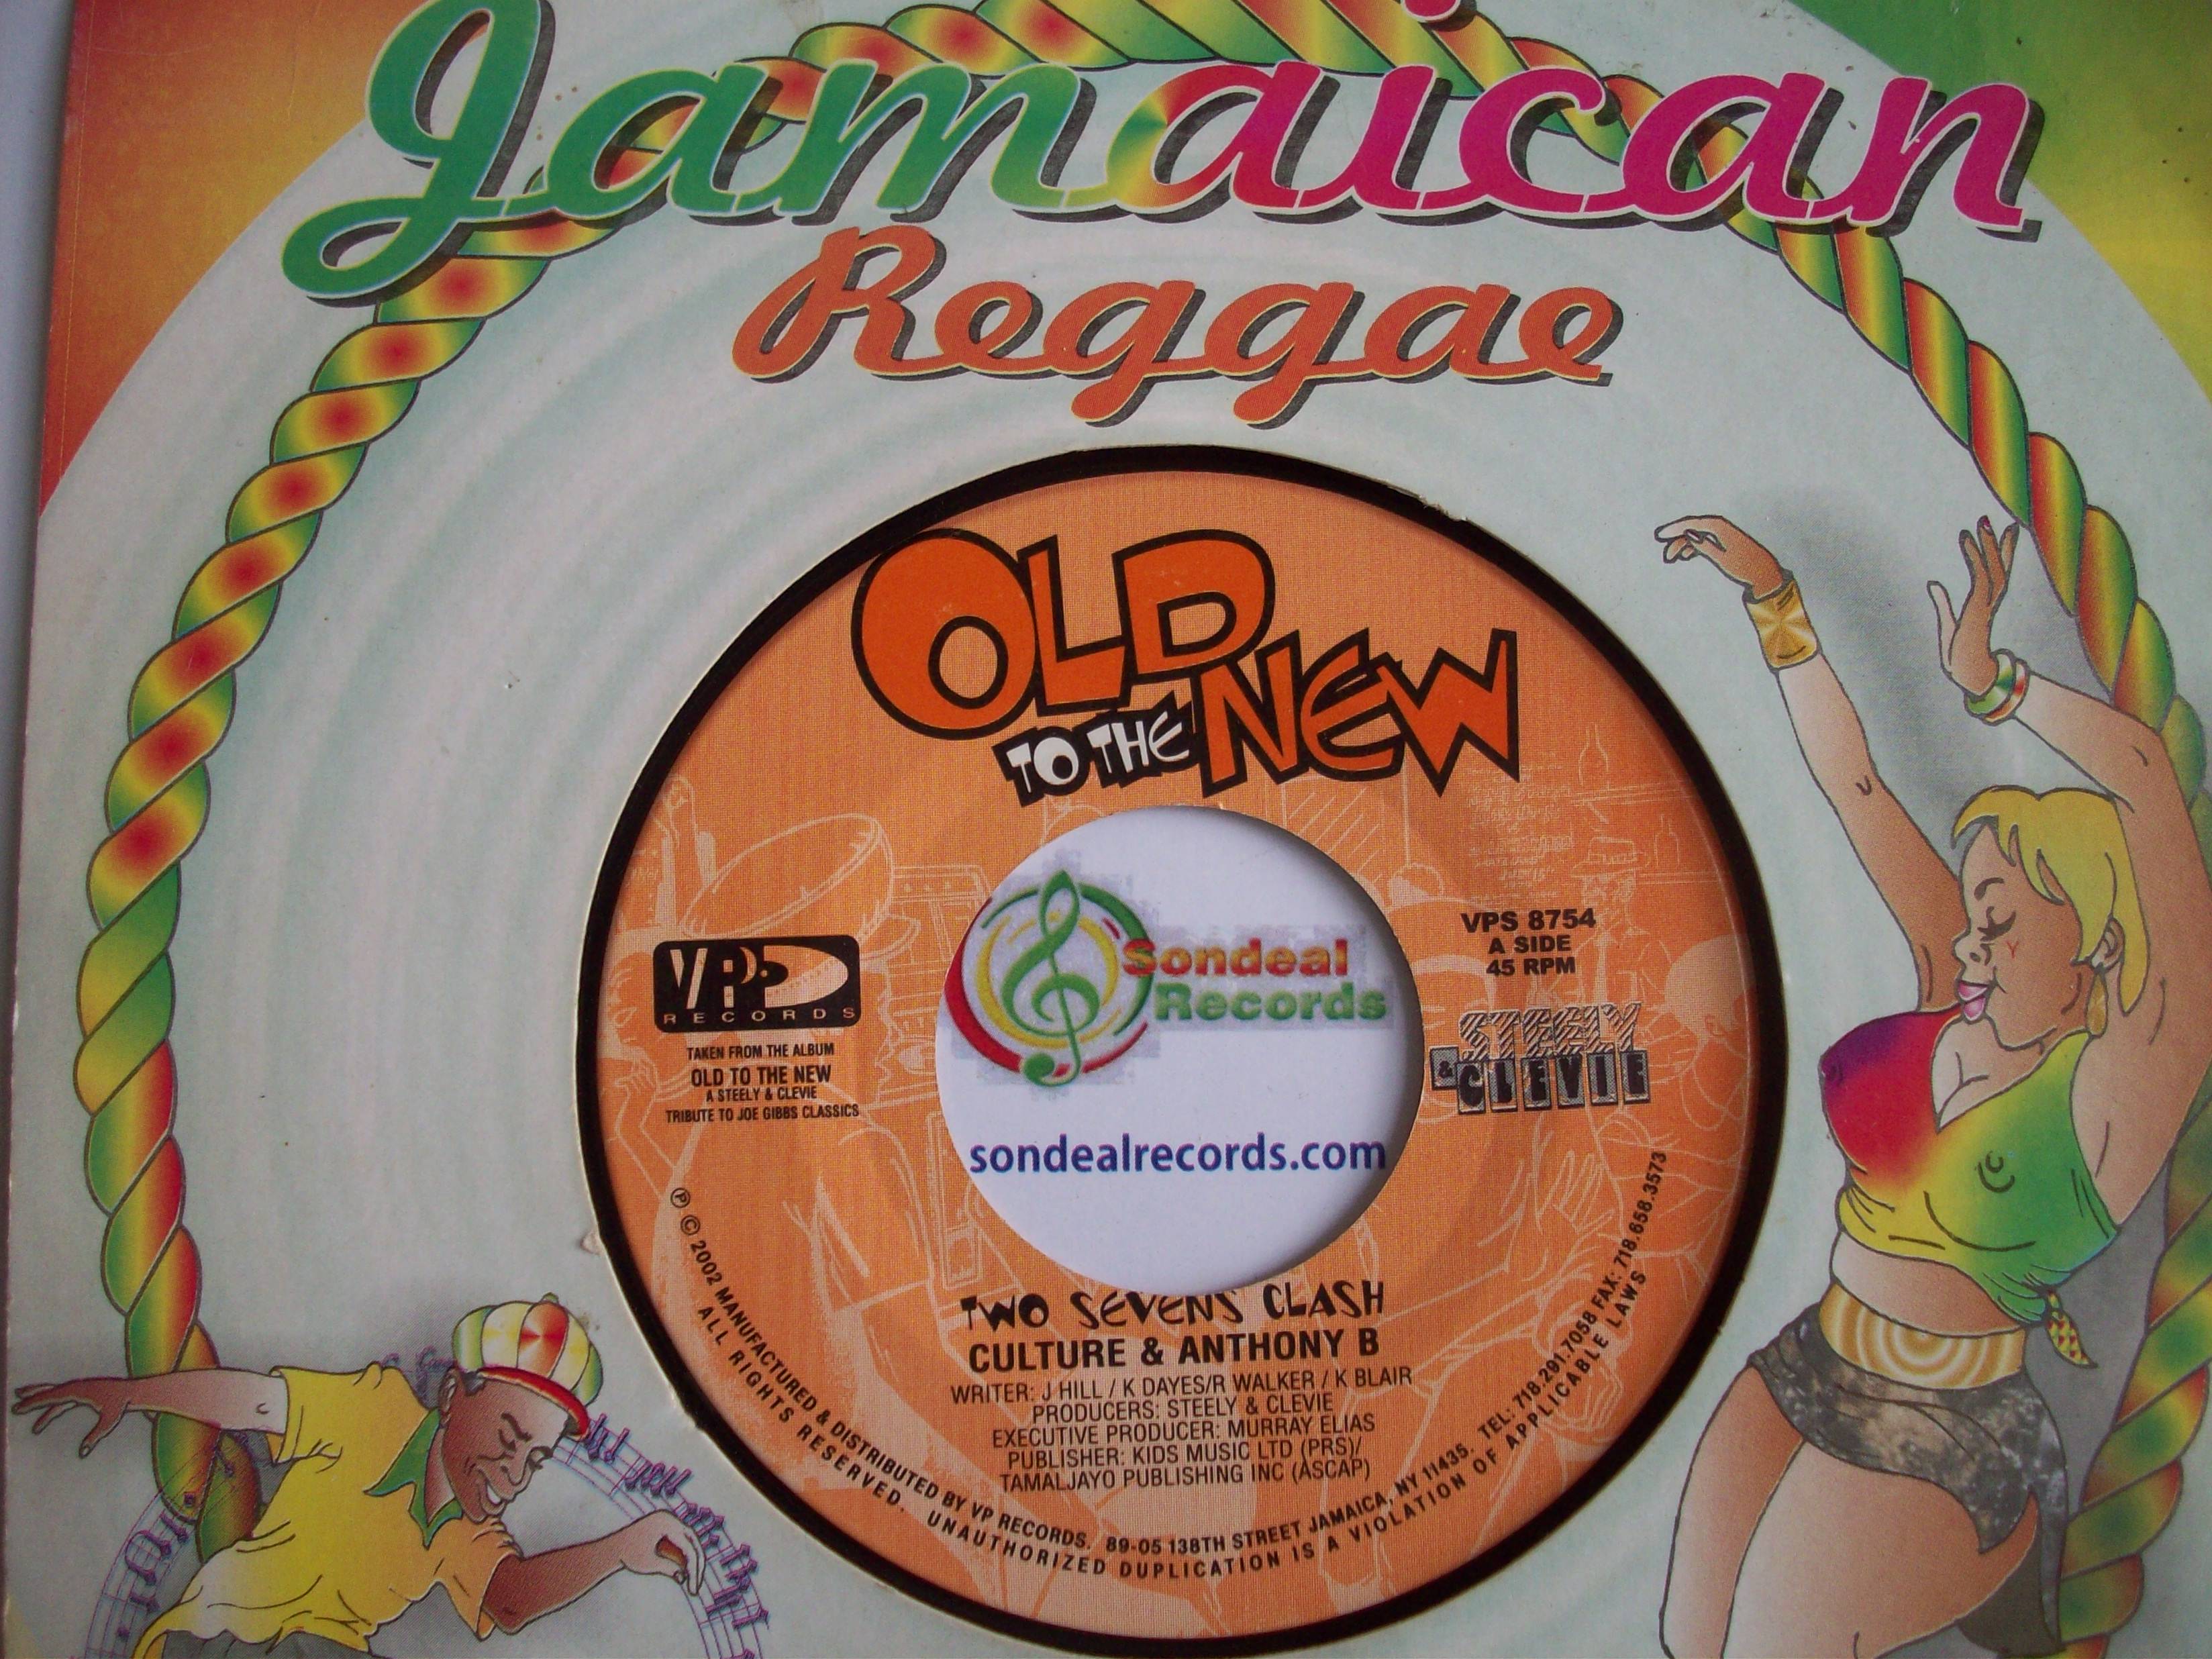 Jamaican
Reggae
OLD
TO THE NEW
VP
RECORDS
TAKEN FROM THE ALBUM
OLD TO THE NEW
A STEELY & CLEVIE
TRIBUTE TO JOE GIBBS CLASSICS
Sondeal
Records
sondealrecords.com
VPS 8754
A SIDE
45 RPM
STEELY
& CLEVIE
TWO SEVENS CLASH
CULTURE & ANTHONY B
WRITER: J HILL / K DAYES/R WALKER / K BLAIR
PRODUCERS: STEELY & CLEVIE
EXECUTIVE PRODUCER: MURRAY ELIAS
PUBLISHER: KIDS MUSIC LTD (PRS)/
TAMALJAYO PUBLISHING INC (ASCAP)
℗ © 2002 MANUFACTURED & DISTRIBUTED BY VP RECORDS. 89-05 138TH STREET JAMAICA, NY 11435. TEL: 718.291.7058 FAX: 718.658.3573
ALL RIGHTS RESERVED. UNAUTHORIZED DUPLICATION IS A VIOLATION OF APPLICABLE LAWS